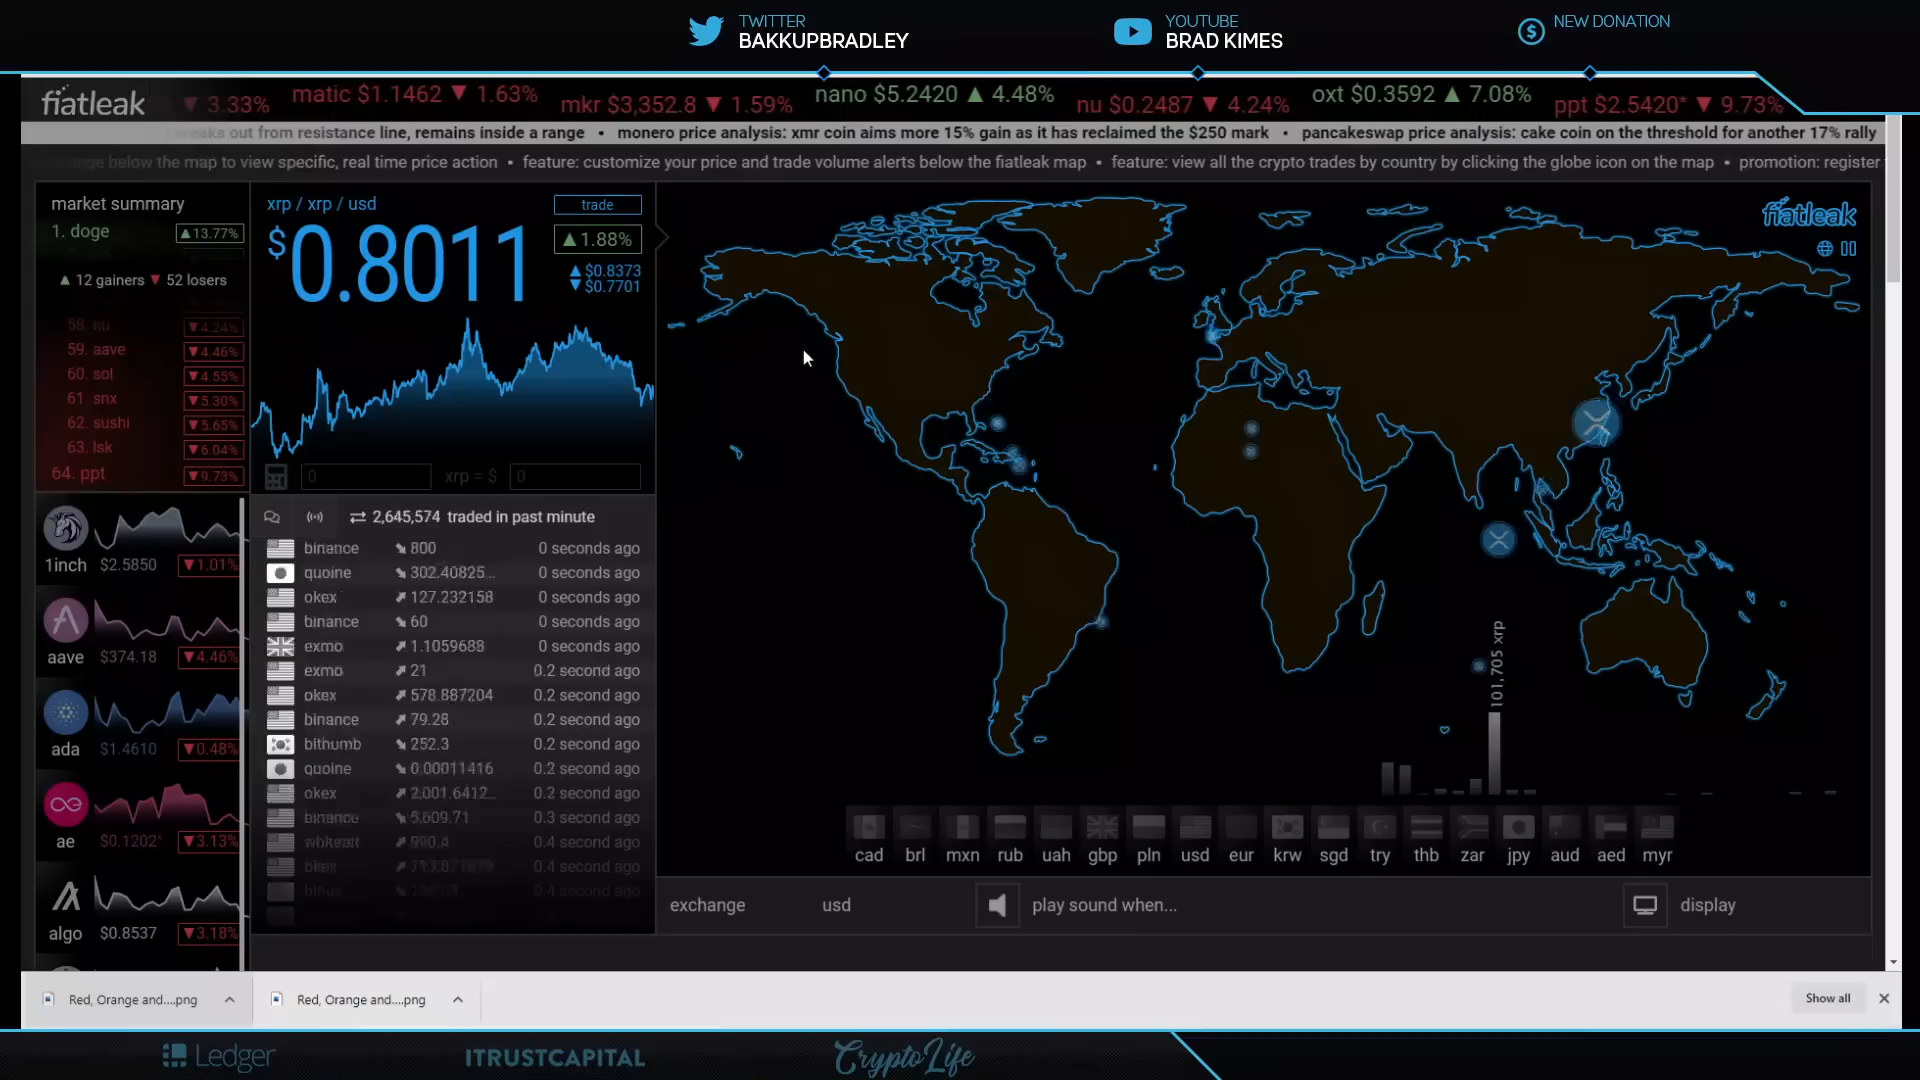 TWITTER
BAKKUPBRADLEY
YOUTUBE
BRAD KIMES
NEW DONATION
fiatleak
▼ 3.33%
matic $1.1462 ▼ 1.63%
mkr $3,352.8 ▼ 1.59%
nano $5.2420 ▲ 4.48%
nu $0.2487 ▼ 4.24%
oxt $0.3592 ▲ 7.08%
ppt $2.5420* ▼ 9.73%
out from resistance line, remains inside a range • monero price analysis: xmr coin aims more 15% gain as it has reclaimed the $250 mark • pancakeswap price analysis: cake coin on the threshold for another 17% rally
below the map to view specific, real time price action • feature: customize your price and trade volume alerts below the fiatleak map • feature: view all the crypto trades by country by clicking the globe icon on the map • promotion: register
market summary
1. doge ▲13.77%
▲ 12 gainers ▼ 52 losers
58. nu ▼4.24%
59. aave ▼4.46%
60. sol ▼4.55%
61. snx ▼5.30%
62. sushi ▼5.65%
63. lsk ▼6.04%
64. ppt ▼9.73%
1inch $2.5850 ▼1.01%
aave $374.18 ▼4.46%
ada $1.4610 ▼0.48%
ae $0.1202* ▼3.13%
algo $0.8537 ▼3.18%
xrp / xrp / usd
trade
$0.8011
▲1.88%
▲$0.8373
▼$0.7701
0 xrp = $ 0
2,645,574 traded in past minute
binance 800 0 seconds ago
quoine 302.40825... 0 seconds ago
okex 127.232158 0 seconds ago
binance 60 0 seconds ago
exmo 1.1059688 0 seconds ago
exmo 21 0.2 second ago
okex 578.887204 0.2 second ago
binance 79.28 0.2 second ago
bithumb 252.3 0.2 second ago
quoine 0.00011416 0.2 second ago
okex 2,001.6412... 0.2 second ago
binance 0.3 second ago
0.4 second ago
0.4 second ago
0.4 second ago
fiatleak
101,705 xrp
cad brl mxn rub uah gbp pln usd eur krw sgd try thb zar jpy aud aed myr
exchange usd
play sound when...
display
Red, Orange and....png
Red, Orange and....png
Show all
Ledger
ITRUSTCAPITAL
CryptoLife